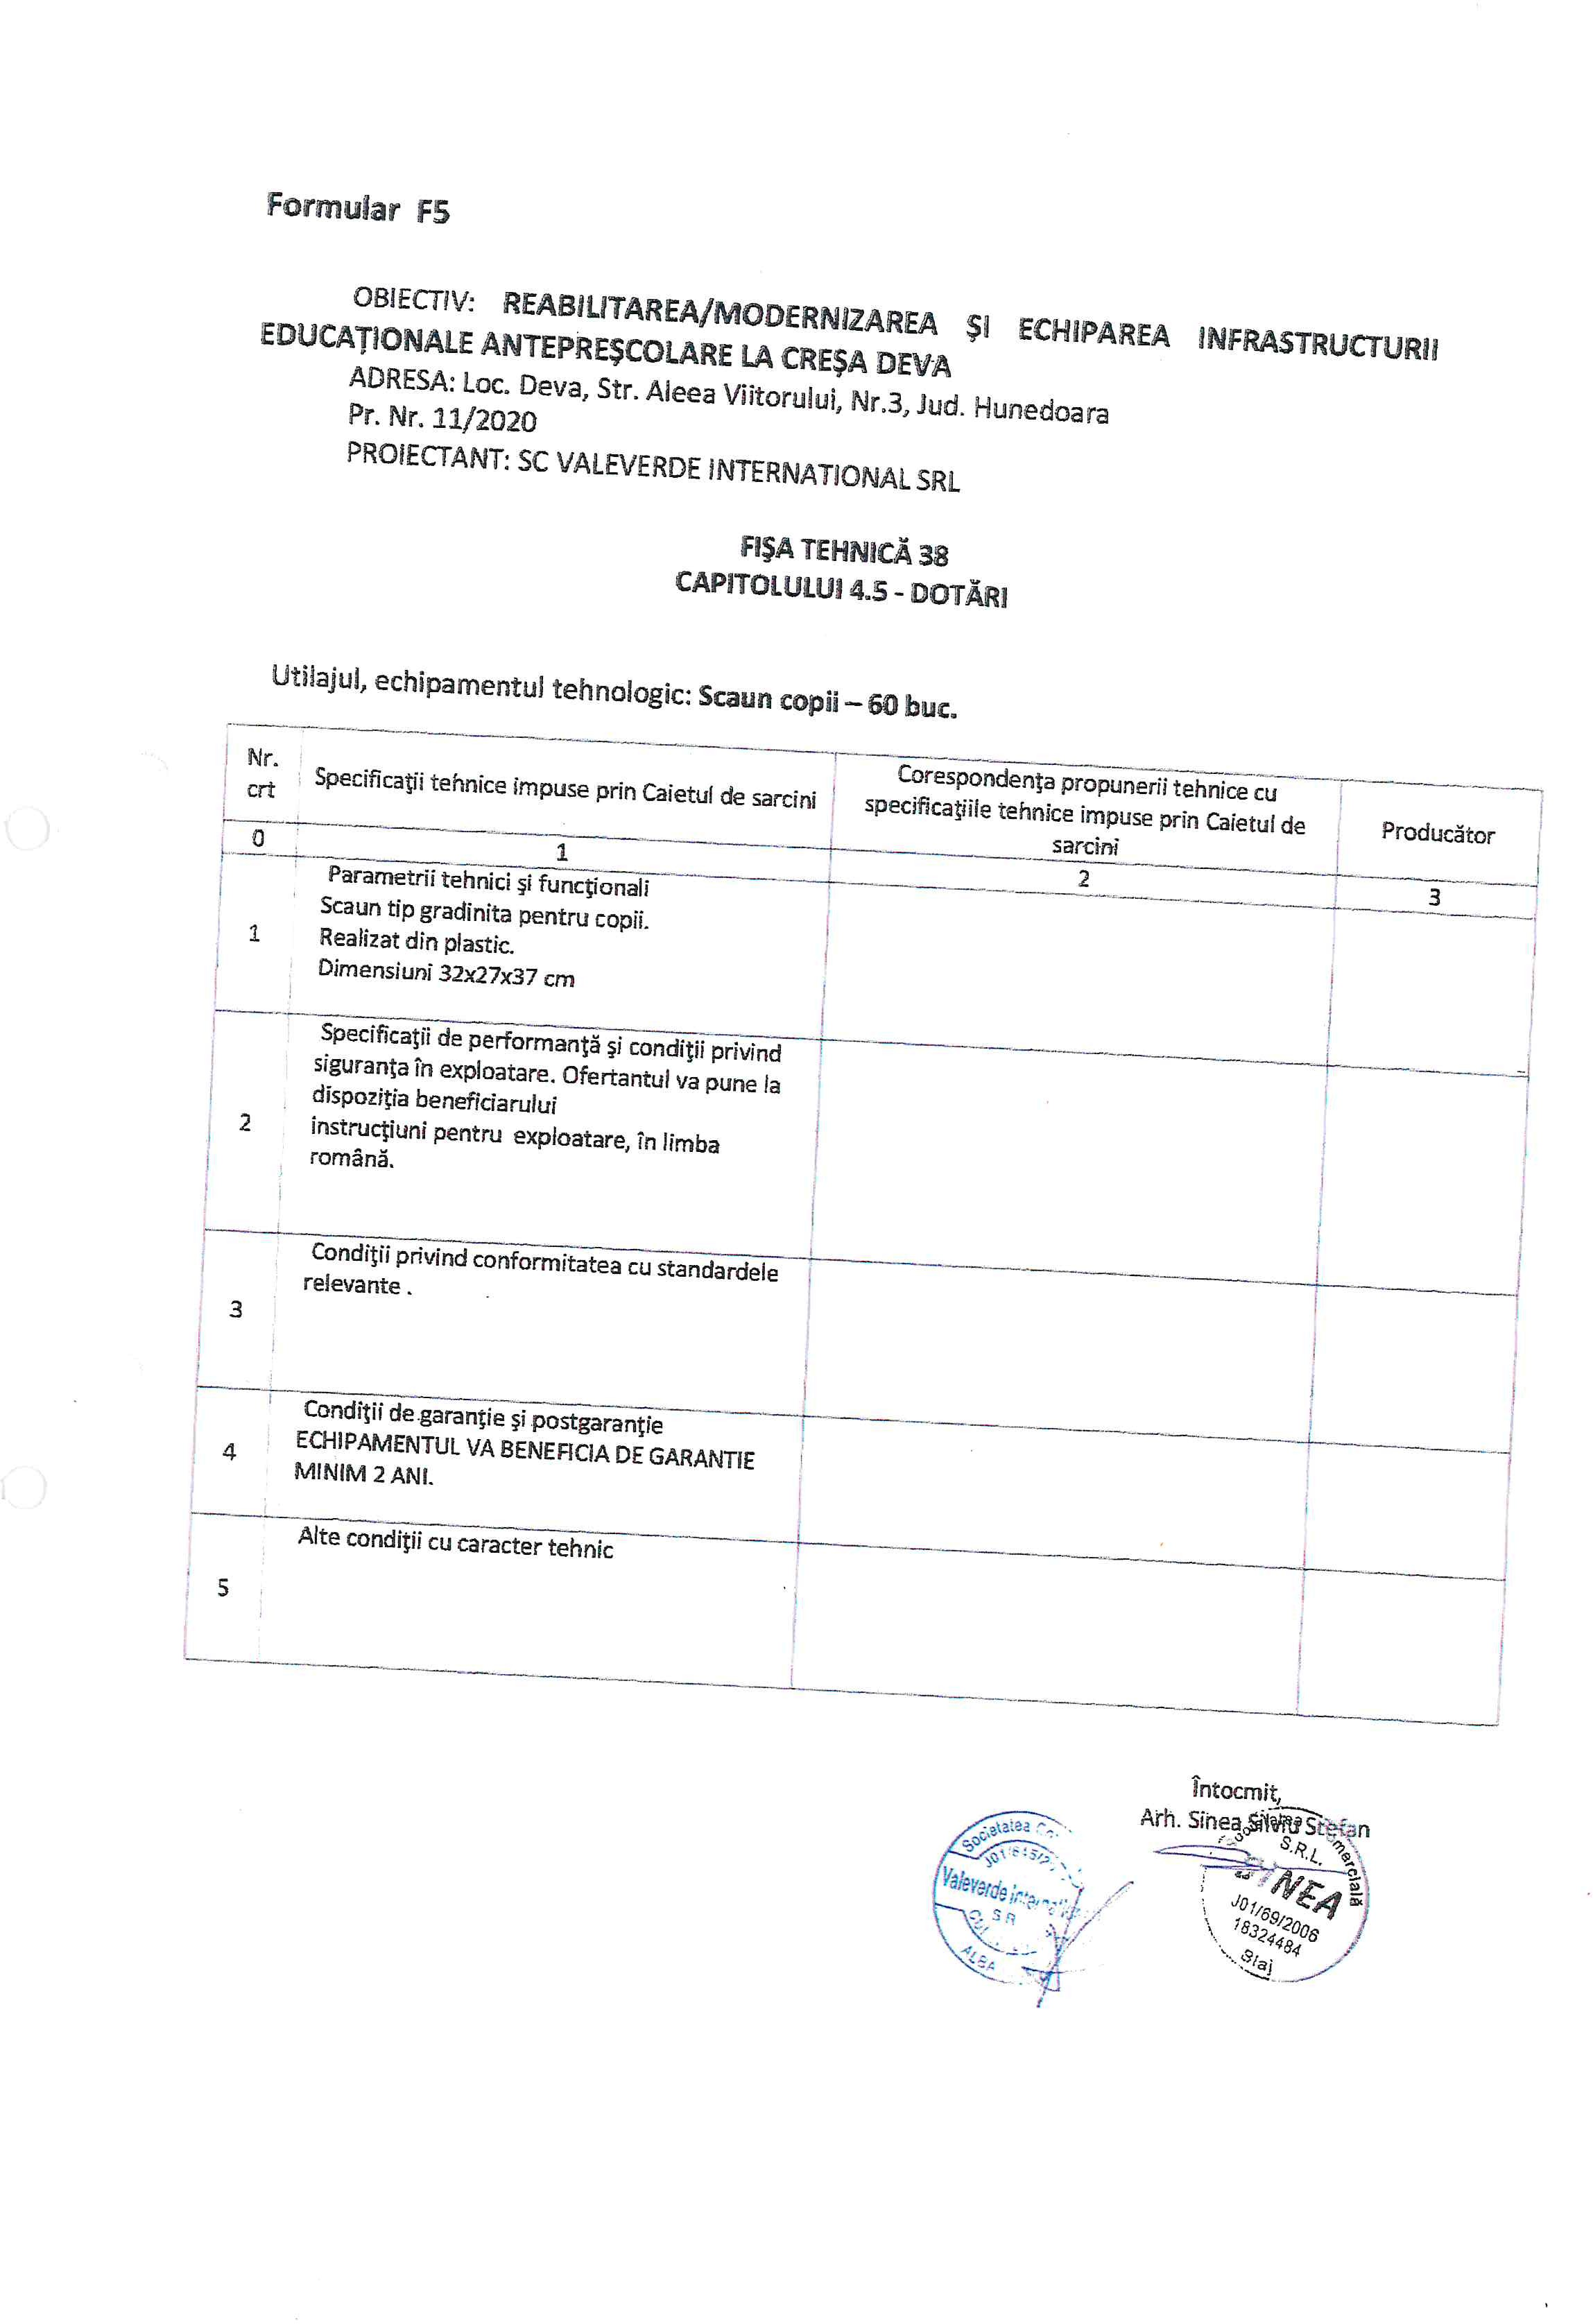 Formular F5
OBIECTIV: REABILITAREA/MODERNIZAREA ŞI ECHIPAREA INFRASTRUCTURII
EDUCAȚIONALE ANTEPREŞCOLARE LA CREŞA DEVA
ADRESA: Loc. Deva, Str. Aleea Viitorului, Nr.3, Jud. Hunedoara
Pr. Nr. 11/2020
PROIECTANT: SC VALEVERDE INTERNATIONAL SRL
FIŞA TEHNICĂ 38
CAPITOLULUI 4.5 - DOTĂRI
Utilajul, echipamentul tehnologic: Scaun copii – 60 buc.
Nr.
crt
Specificaţii tehnice impuse prin Caietul de sarcini
Corespondenţa propunerii tehnice cu
specificaţiile tehnice impuse prin Caietul de
sarcini
Producător
0
1
2
3
1
Parametrii tehnici şi funcţionali
Scaun tip gradinita pentru copii.
Realizat din plastic.
Dimensiuni 32x27x37 cm
2
Specificaţii de performanţă şi condiţii privind
siguranţa în exploatare. Ofertantul va pune la
dispoziţia beneficiarului
instrucţiuni pentru exploatare, în limba
română.
3
Condiţii privind conformitatea cu standardele
relevante .
4
Condiţii de garanţie şi postgaranţie
ECHIPAMENTUL VA BENEFICIA DE GARANTIE
MINIM 2 ANI.
5
Alte condiţii cu caracter tehnic
Întocmit,
Arh. Sinea Silviu Stefan
Societatea
Valeverde
ALBA
S.R.L.
J01/69/2006
18324484
Blaj